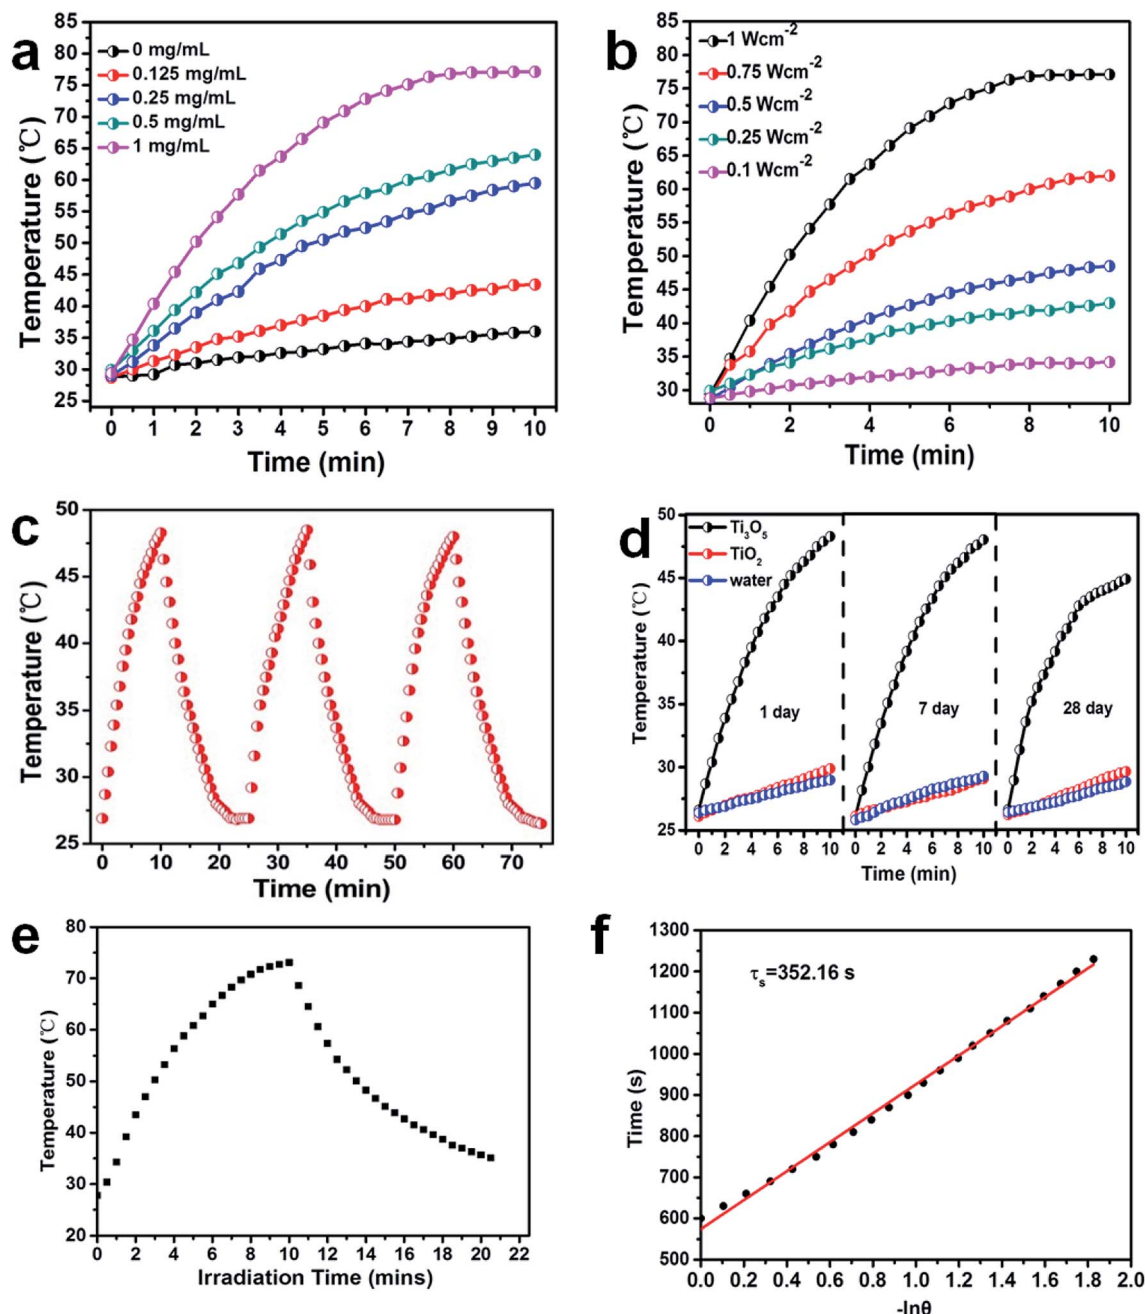 a
0 mg/mL
0.125 mg/mL
0.25 mg/mL
0.5 mg/mL
1 mg/mL
85
80
75
70
65
60
55
50
45
40
35
30
25
Temperature (℃)
0 1 2 3 4 5 6 7 8 9 10
Time (min)
b
1 Wcm⁻²
0.75 Wcm⁻²
0.5 Wcm⁻²
0.25 Wcm⁻²
0.1 Wcm⁻²
85
80
75
70
65
60
55
50
45
40
35
30
Temperature (℃)
0 2 4 6 8 10
Time (min)
c
50
45
40
35
30
25
Temperature (℃)
0 10 20 30 40 50 60 70
Time (min)
d
Ti₃O₅
TiO₂
water
50
45
40
35
30
25
Temperature (℃)
1 day 7 day 28 day
0 2 4 6 8 10 0 2 4 6 8 10 0 2 4 6 8 10
Time (min)
e
80
70
60
50
40
30
20
Temperature (℃)
0 2 4 6 8 10 12 14 16 18 20 22
Irradiation Time (mins)
f
τₛ=352.16 s
1300
1200
1100
1000
900
800
700
600
500
Time (s)
0.0 0.2 0.4 0.6 0.8 1.0 1.2 1.4 1.6 1.8 2.0
-lnθ